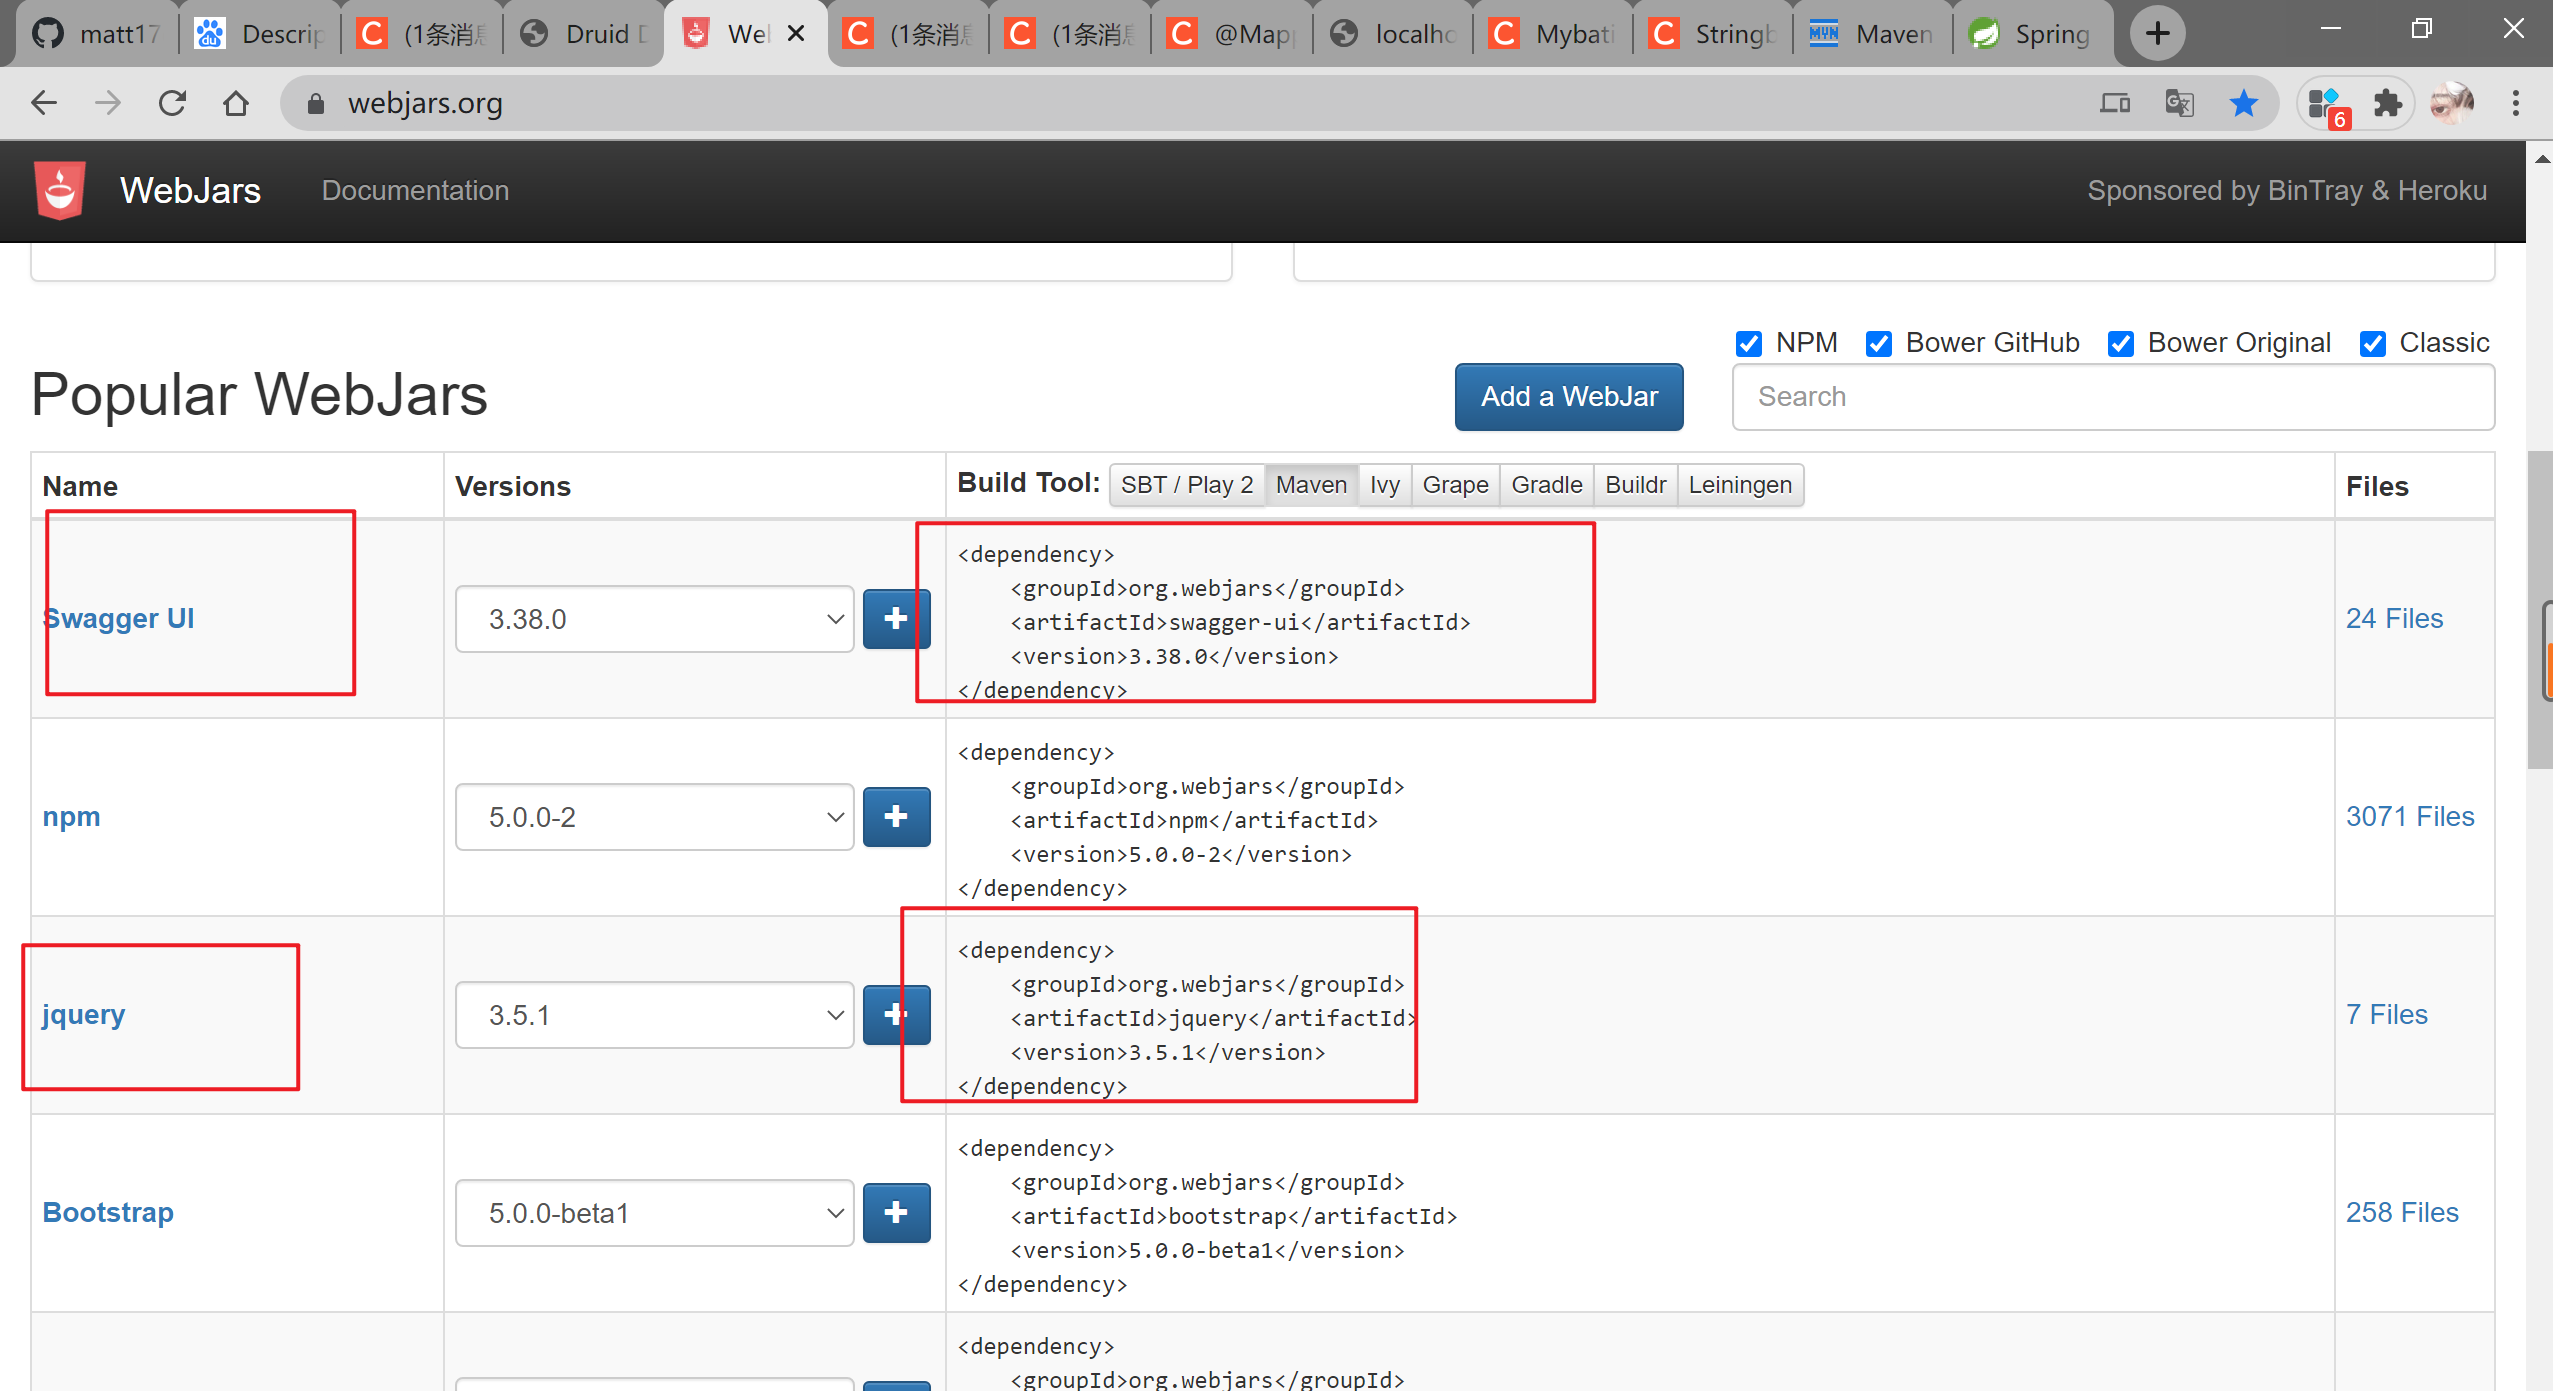 matt17
Descrip
(1条消息
Druid D
We
(1条消息
(1条消息
@Map
localho
Mybati
Stringb
Maven
Spring
webjars.org
6
WebJars
Documentation
Sponsored by BinTray & Heroku
NPM
Bower GitHub
Bower Original
Classic
Popular WebJars
Add a WebJar
Search
Name
Versions
Build Tool:
SBT / Play 2
Maven
Ivy
Grape
Gradle
Buildr
Leiningen
Files
Swagger UI
3.38.0
<dependency>
<groupId>org.webjars</groupId>
<artifactId>swagger-ui</artifactId>
<version>3.38.0</version>
</dependency>
24 Files
npm
5.0.0-2
<dependency>
<groupId>org.webjars</groupId>
<artifactId>npm</artifactId>
<version>5.0.0-2</version>
</dependency>
3071 Files
jquery
3.5.1
<dependency>
<groupId>org.webjars</groupId>
<artifactId>jquery</artifactId>
<version>3.5.1</version>
</dependency>
7 Files
Bootstrap
5.0.0-beta1
<dependency>
<groupId>org.webjars</groupId>
<artifactId>bootstrap</artifactId>
<version>5.0.0-beta1</version>
</dependency>
258 Files
<dependency>
<groupId>org.webjars</groupId>